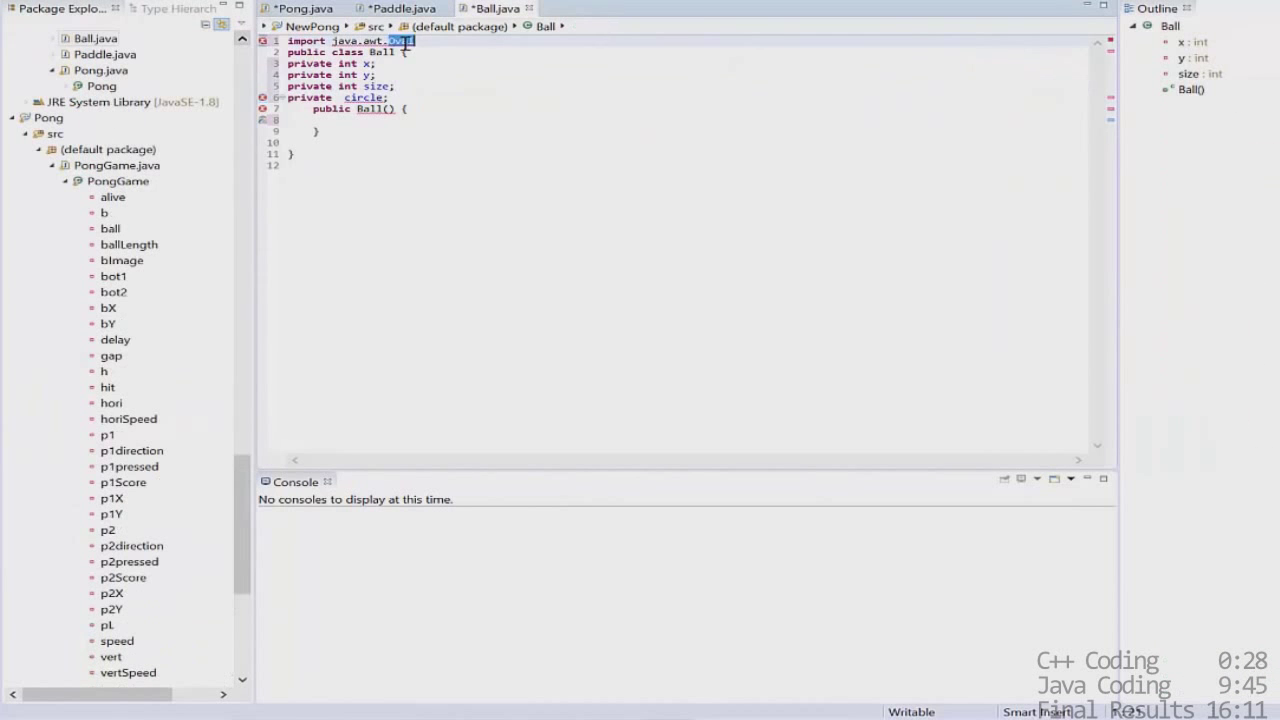 Package Explo...
Type Hierarch
Ball.java
Paddle.java
Pong.java
Pong
JRE System Library [JavaSE-1.8]
Pong
src
(default package)
PongGame.java
PongGame
alive
b
ball
ballLength
bImage
bot1
bot2
bX
bY
delay
gap
h
hit
hori
horiSpeed
p1
p1direction
p1pressed
p1Score
p1X
p1Y
p2
p2direction
p2pressed
p2Score
p2X
p2Y
pL
speed
vert
vertSpeed
*Pong.java
*Paddle.java
*Ball.java
NewPong
src
(default package)
Ball
1 import java.awt.
2 public class Ball {
3 private int x;
4 private int y;
5 private int size;
6 private  circle;
7 public Ball() {
8
9 }
10
11 }
12
Console
No consoles to display at this time.
Outline
Ball
x : int
y : int
size : int
Ball()
C++ Coding 0:28
Java Coding 9:45
Final Results 16:11
Writable
Smart Insert